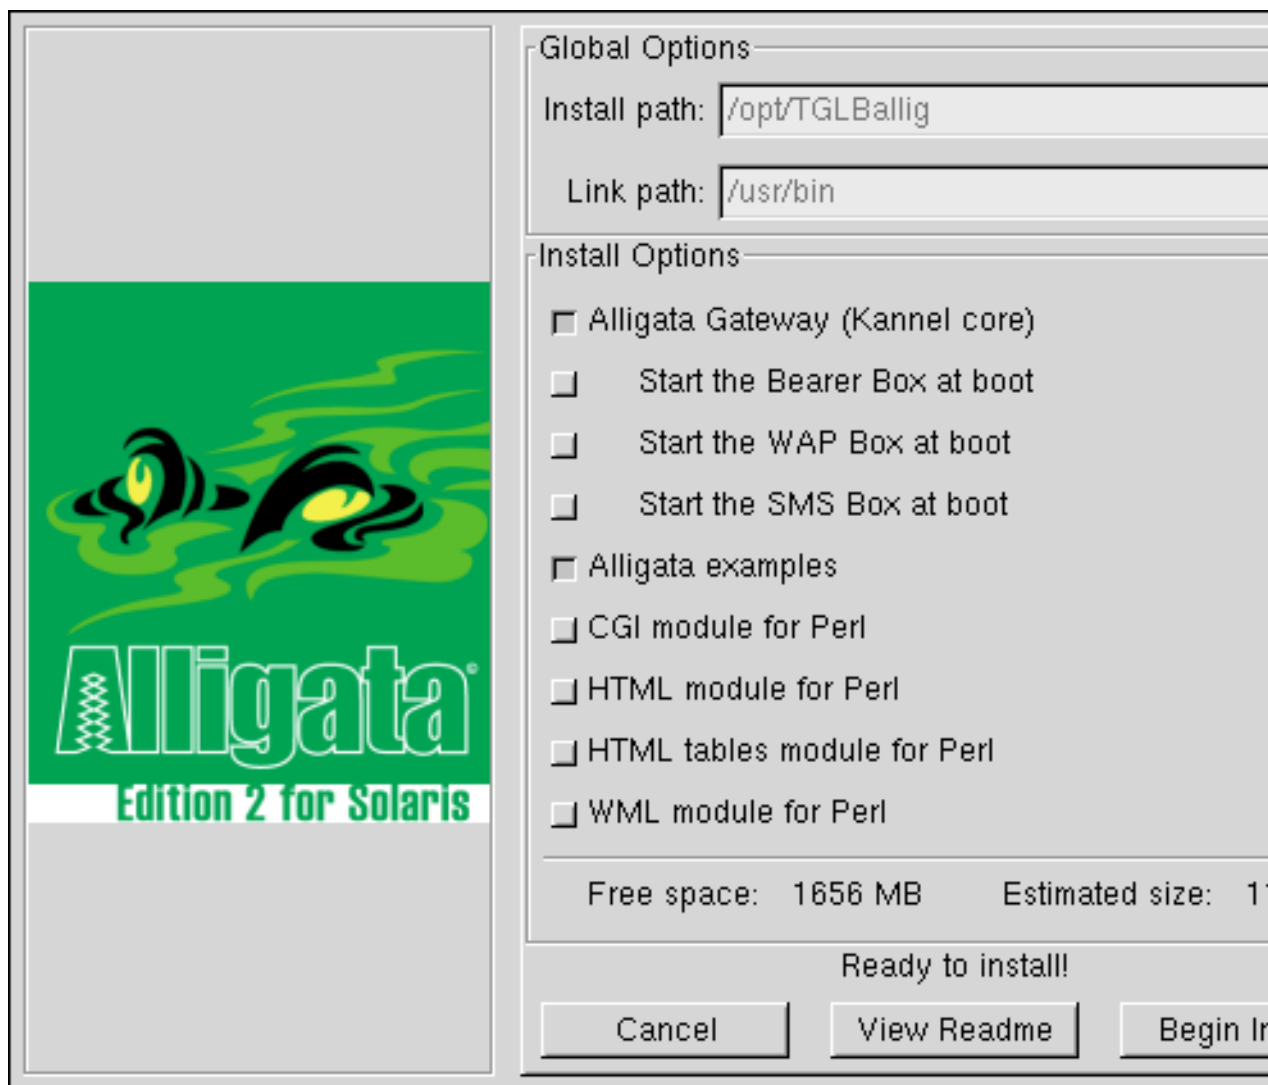 Global Options
Install path: /opt/TGLBallig
Link path: /usr/bin
Install Options
Alligata Gateway (Kannel core)
Start the Bearer Box at boot
Start the WAP Box at boot
Start the SMS Box at boot
Alligata examples
CGI module for Perl
HTML module for Perl
HTML tables module for Perl
WML module for Perl
Free space: 1656 MB Estimated size:
Ready to install!
Cancel View Readme Begin
Alligata©
Edition 2 for Solaris